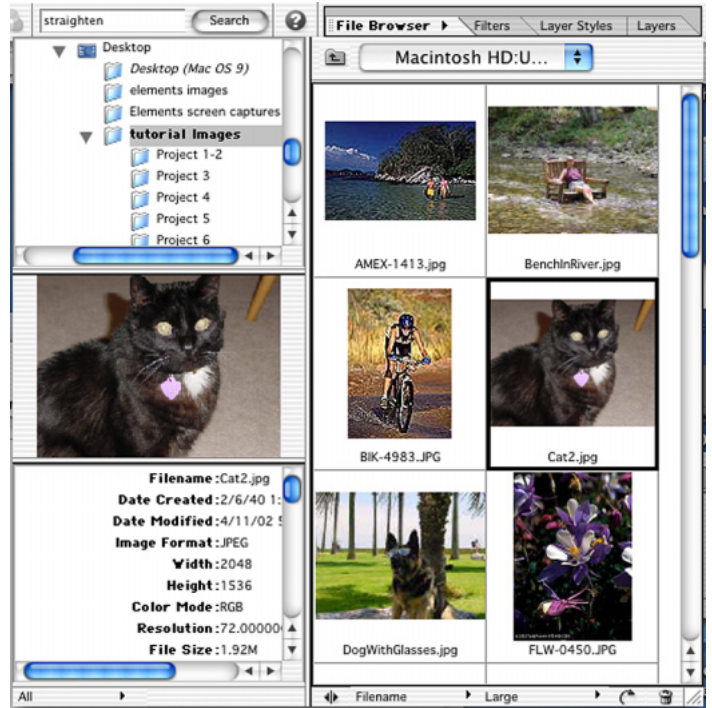 straighten
Search
?
File Browser
Filters
Layer Styles
Layers
Desktop
Desktop (Mac OS 9)
elements images
Elements screen captures
tutorial Images
Project 1-2
Project 3
Project 4
Project 5
Project 6
Macintosh HD:U...
AMEX-1413.jpg
BenchInRiver.jpg
BIK-4983.JPG
Cat2.jpg
DogWithGlasses.jpg
FLW-0450.JPG
Filename:Cat2.jpg
Date Created:2/6/40 1:
Date Modified:4/11/02 5
Image Format:JPEG
Width:2048
Height:1536
Color Mode:RGB
Resolution:72.00000
File Size:1.92M
All
Filename
Large